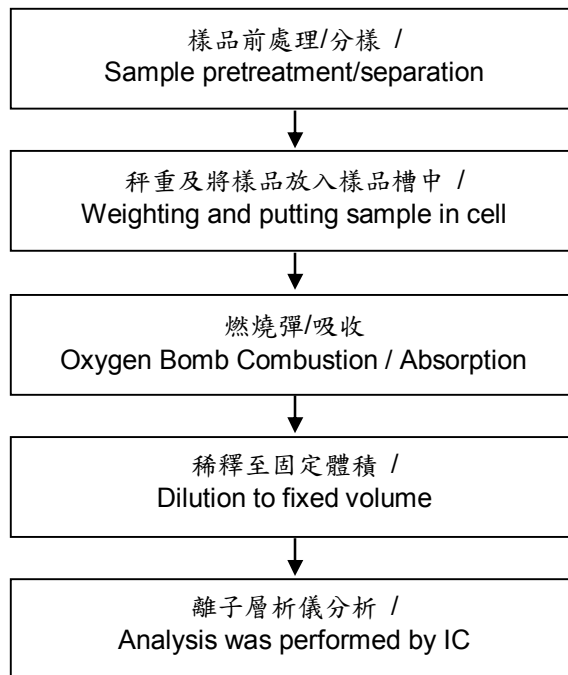 樣品前處理/分樣 /
Sample pretreatment/separation
秤重及將樣品放入樣品槽中 /
Weighting and putting sample in cell
燃燒彈/吸收
Oxygen Bomb Combustion / Absorption
稀釋至固定體積 /
Dilution to fixed volume
離子層析儀分析 /
Analysis was performed by IC